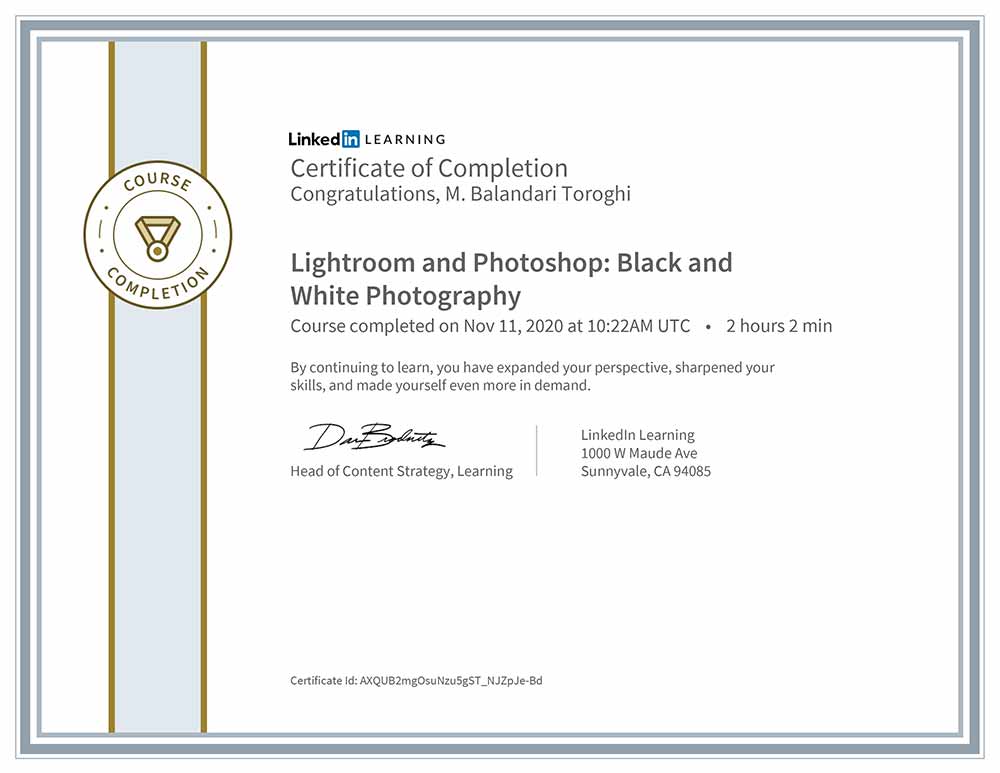 COURSE
COMPLETION
Linked in LEARNING
Certificate of Completion
Congratulations, M. Balandari Toroghi
Lightroom and Photoshop: Black and
White Photography
Course completed on Nov 11, 2020 at 10:22AM UTC • 2 hours 2 min
By continuing to learn, you have expanded your perspective, sharpened your
skills, and made yourself even more in demand.
Head of Content Strategy, Learning
LinkedIn Learning
1000 W Maude Ave
Sunnyvale, CA 94085
Certificate Id: AXQUB2mgOsuNzu5gST_NJZpJe-Bd